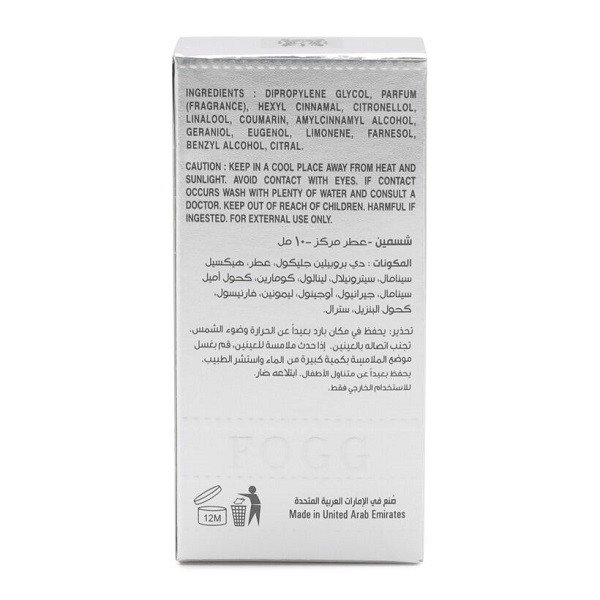 INGREDIENTS : DIPROPYLENE GLYCOL, PARFUM
(FRAGRANCE), HEXYL CINNAMAL, CITRONELLOL,
LINALOOL, COUMARIN, AMYLCINNAMYL ALCOHOL,
GERANIOL, EUGENOL, LIMONENE, FARNESOL,
BENZYL ALCOHOL, CITRAL.
CAUTION : KEEP IN A COOL PLACE AWAY FROM HEAT AND
SUNLIGHT. AVOID CONTACT WITH EYES. IF CONTACT
OCCURS WASH WITH PLENTY OF WATER AND CONSULT A
DOCTOR. KEEP OUT OF REACH OF CHILDREN. HARMFUL IF
INGESTED. FOR EXTERNAL USE ONLY.
شسمين - عطر مركز - ١٠ مل
المكونات : دي بروبيلين جليكول، عطر، هيكسيل
سينامال، سيترونيلال، لينالول، كومارين، كحول أميل
سينامال، جيرانيول، أوجينول، ليمونين، فارنيسول،
كحول البنزيل، سترال.
تحذير: يحفظ في مكان بارد بعيداً عن الحرارة وضوء الشمس،
تجنب اتصاله بالعينين. إذا حدث ملامسة للعينين، قم بغسل
موضع الملامسة بكمية كبيرة من الماء واستشر الطبيب.
يحفظ بعيداً عن متناول الأطفال. ابتلاعه ضار.
للاستخدام الخارجي فقط.
FOGG
صُنع في الإمارات العربية المتحدة
12M Made in United Arab Emirates